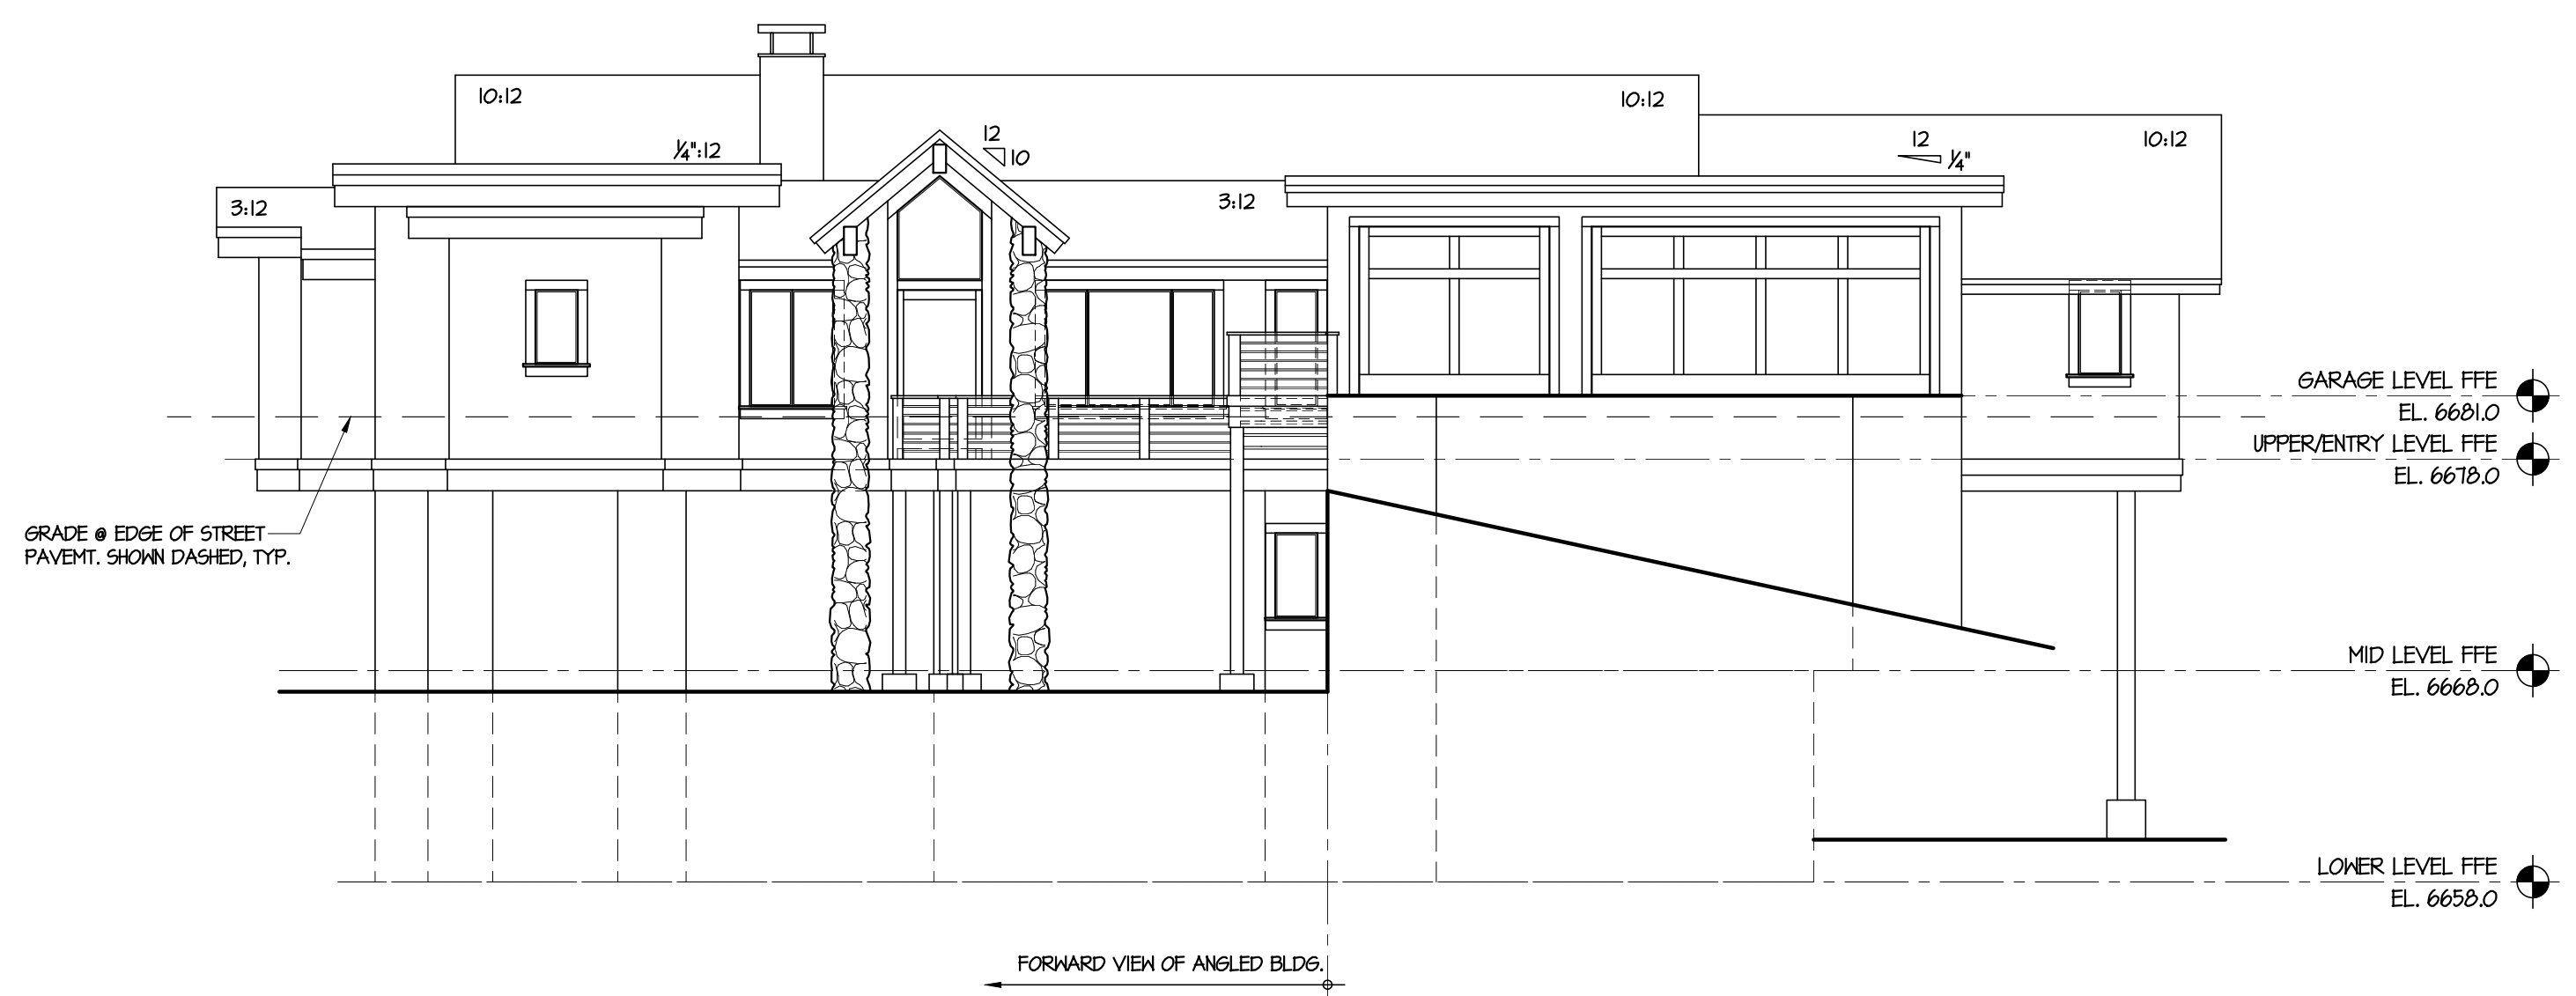 10:12
10:12
12
10
¼":12
12
¼"
10:12
3:12
3:12
GARAGE LEVEL FFE
EL. 6681.0
UPPER/ENTRY LEVEL FFE
EL. 6678.0
GRADE @ EDGE OF STREET
PAVEMT. SHOWN DASHED, TYP.
MID LEVEL FFE
EL. 6668.0
LOWER LEVEL FFE
EL. 6658.0
FORWARD VIEW OF ANGLED BLDG.